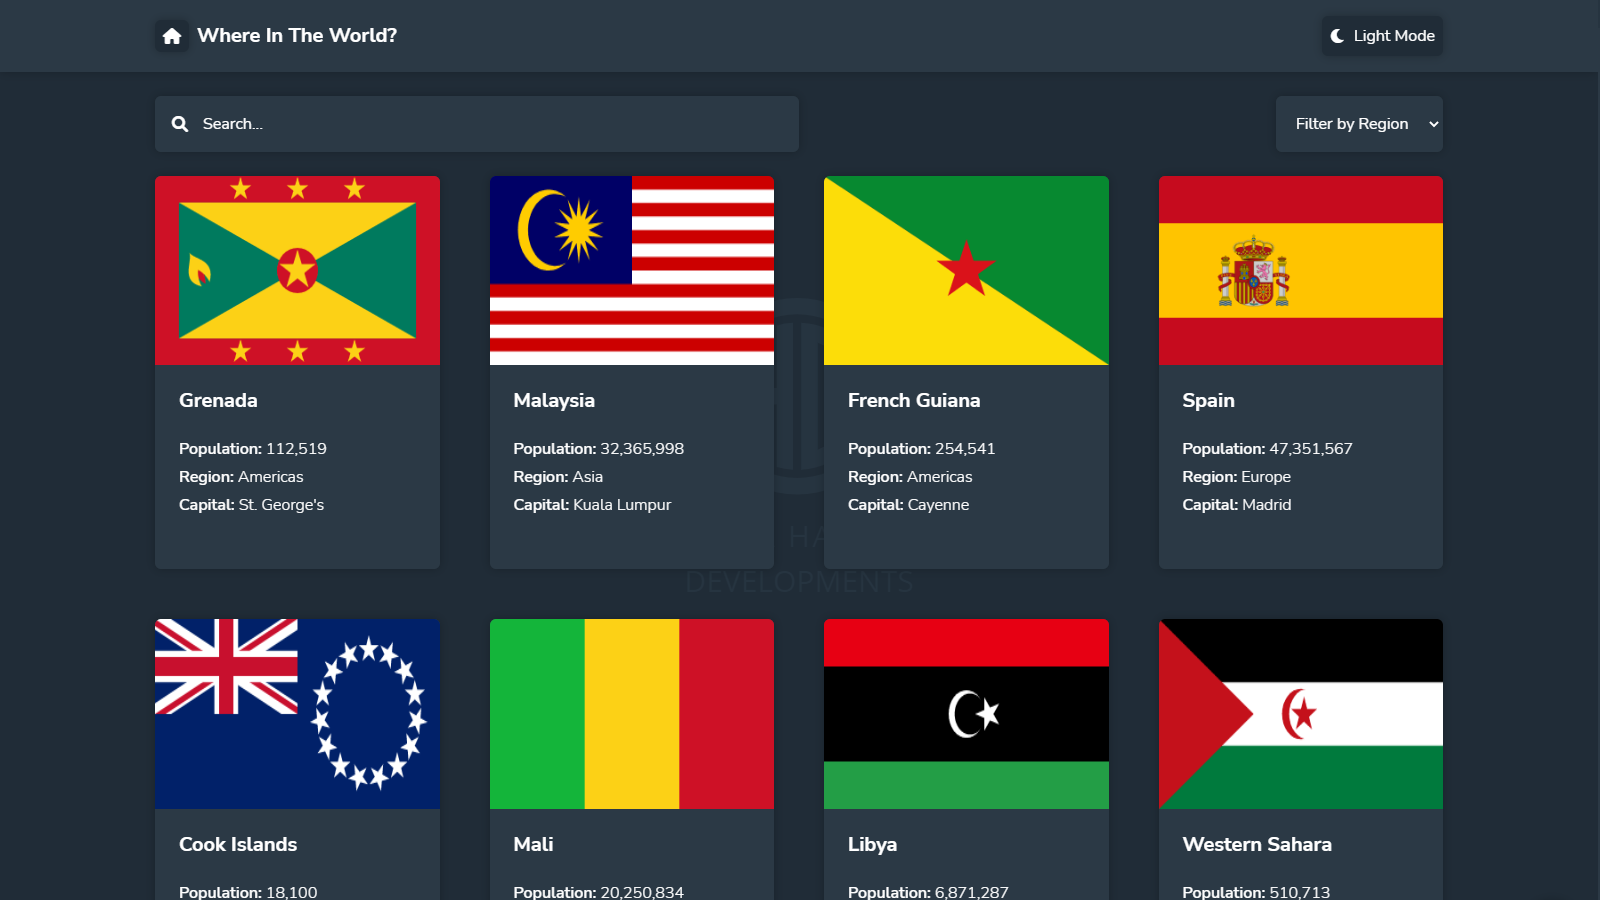 Where In The World?
Light Mode
Search...
Filter by Region
Grenada
Population: 112,519
Region: Americas
Capital: St. George's
Malaysia
Population: 32,365,998
Region: Asia
Capital: Kuala Lumpur
French Guiana
Population: 254,541
Region: Americas
Capital: Cayenne
Spain
Population: 47,351,567
Region: Europe
Capital: Madrid
HA
DEVELOPMENTS
Cook Islands
Population: 18,100
Mali
Population: 20,250,834
Libya
Population: 6,871,287
Western Sahara
Population: 510,713